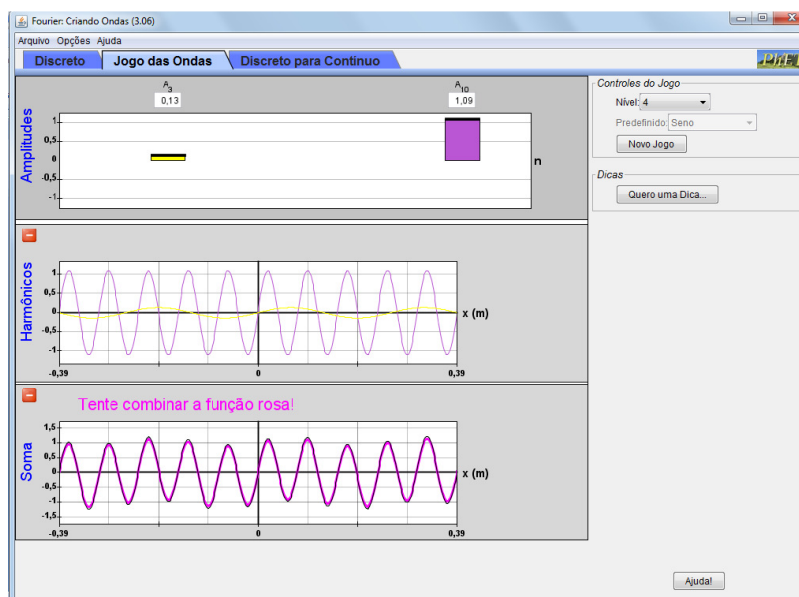 Fourier: Criando Ondas (3.06)
Arquivo Opções Ajuda
Discreto
Jogo das Ondas
Discreto para Contínuo
PhET
A3
0,13
A10
1,09
Amplitudes
1
0,5
0
-0,5
-1
n
Controles do Jogo
Nível: 4
Predefinido: Seno
Novo Jogo
Dicas
Quero uma Dica...
Harmônicos
1
0,5
0
-0,5
-1
-0,39
0
0,39
x (m)
Tente combinar a função rosa!
Soma
1,5
1
0,5
0
-0,5
-1
-1,5
-0,39
0
0,39
x (m)
Ajuda!